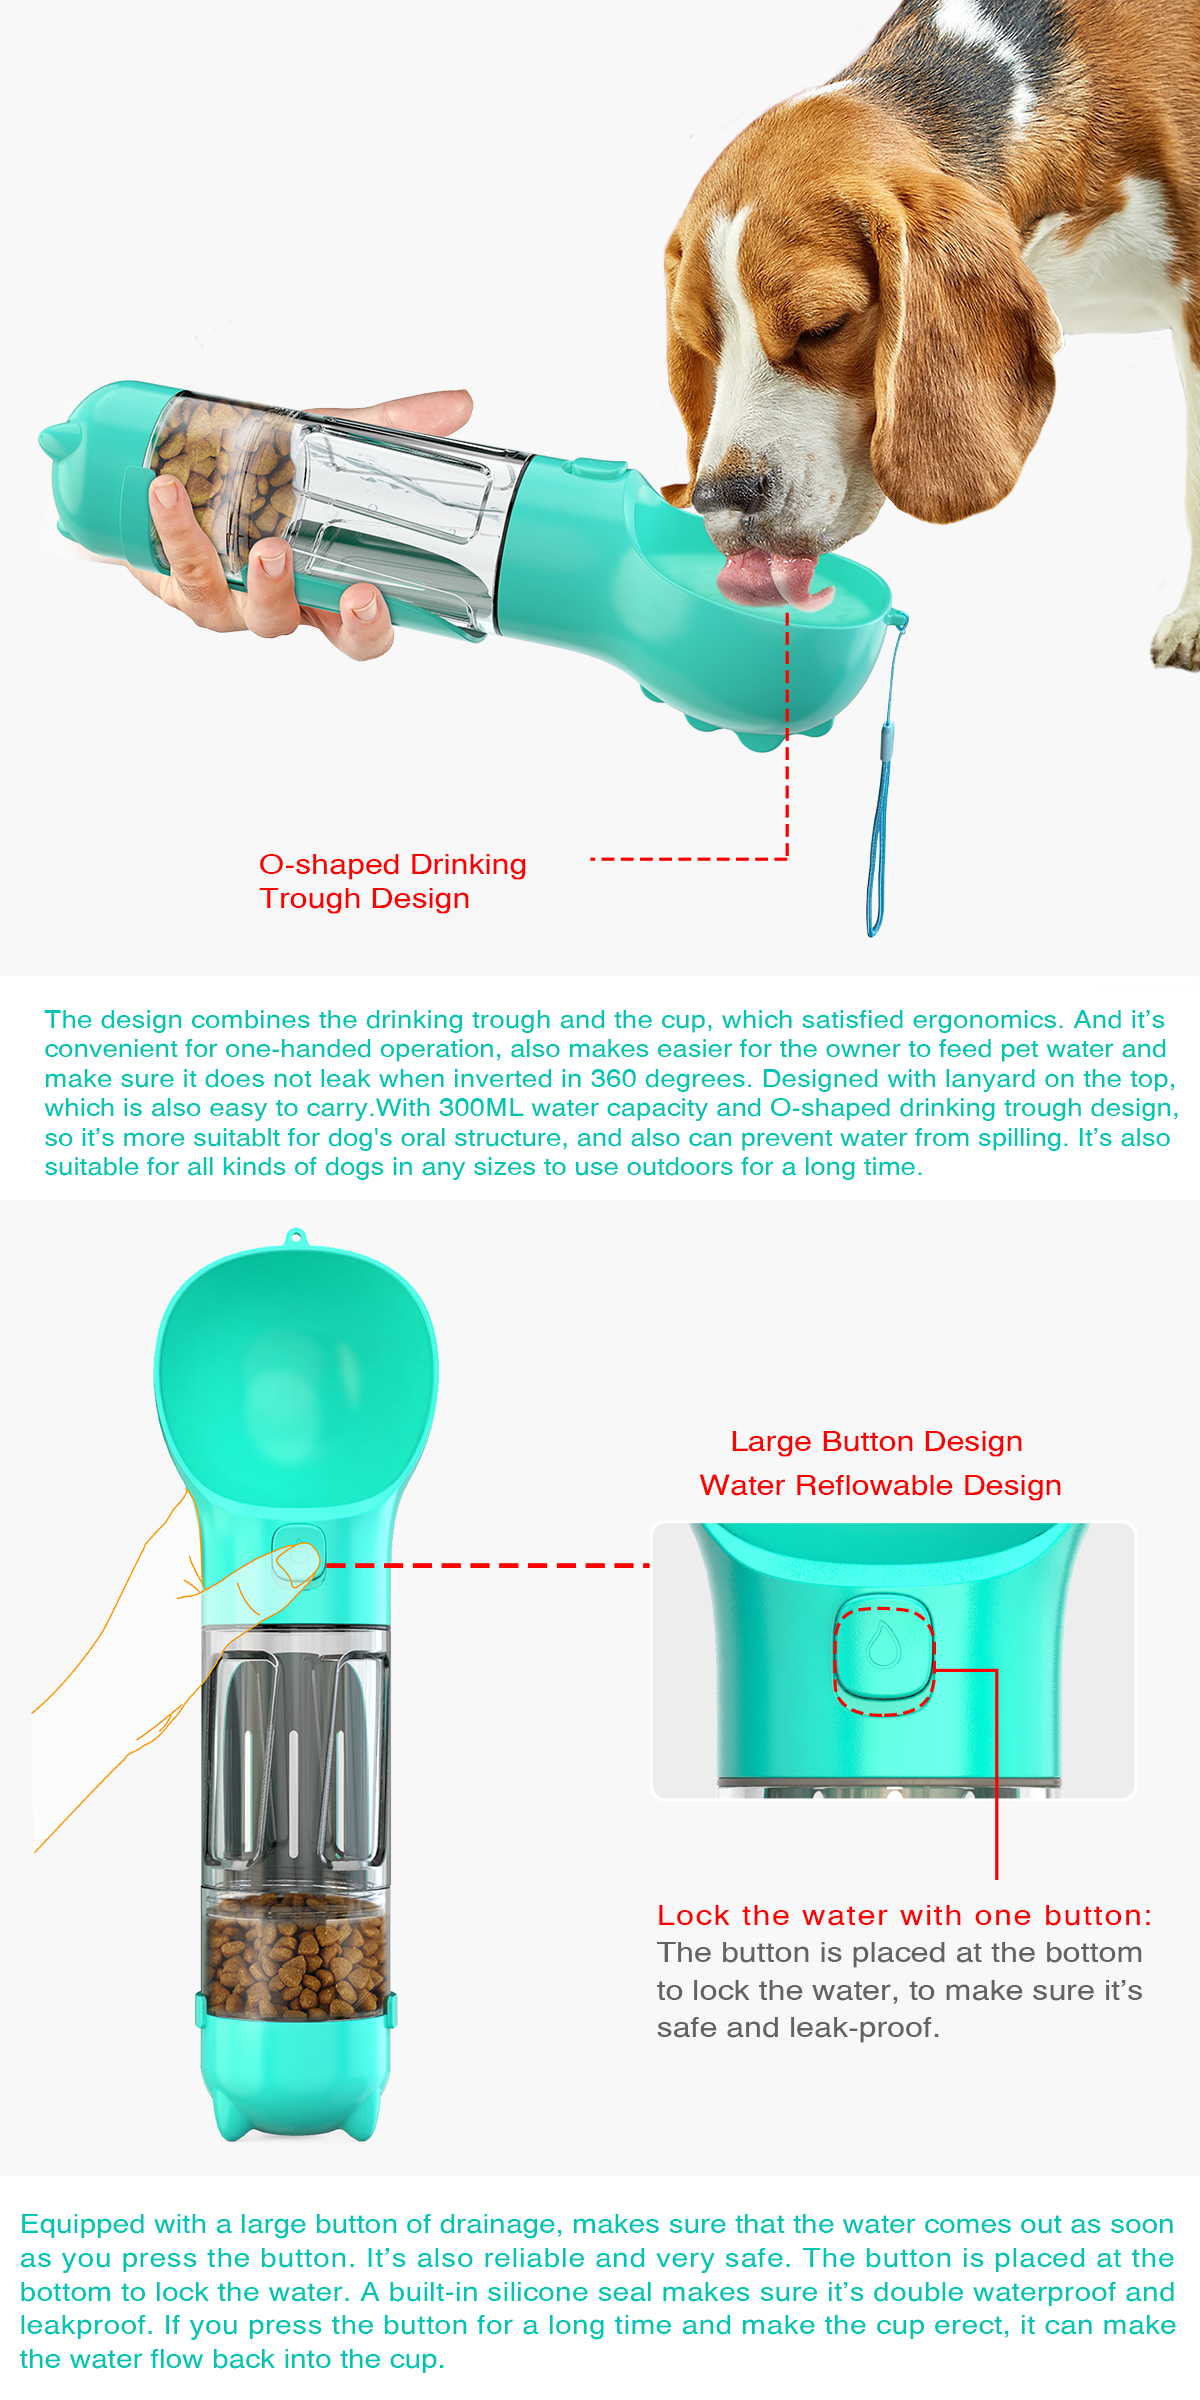 O-shaped Drinking
Trough Design
The design combines the drinking trough and the cup, which satisfied ergonomics. And it's
convenient for one-handed operation, also makes easier for the owner to feed pet water and
make sure it does not leak when inverted in 360 degrees. Designed with lanyard on the top,
which is also easy to carry.With 300ML water capacity and O-shaped drinking trough design,
so it's more suitablt for dog's oral structure, and also can prevent water from spilling. It's also
suitable for all kinds of dogs in any sizes to use outdoors for a long time.
Large Button Design
Water Reflowable Design
Lock the water with one button:
The button is placed at the bottom
to lock the water, to make sure it's
safe and leak-proof.
Equipped with a large button of drainage, makes sure that the water comes out as soon
as you press the button. It's also reliable and very safe. The button is placed at the
bottom to lock the water. A built-in silicone seal makes sure it's double waterproof and
leakproof. If you press the button for a long time and make the cup erect, it can make
the water flow back into the cup.